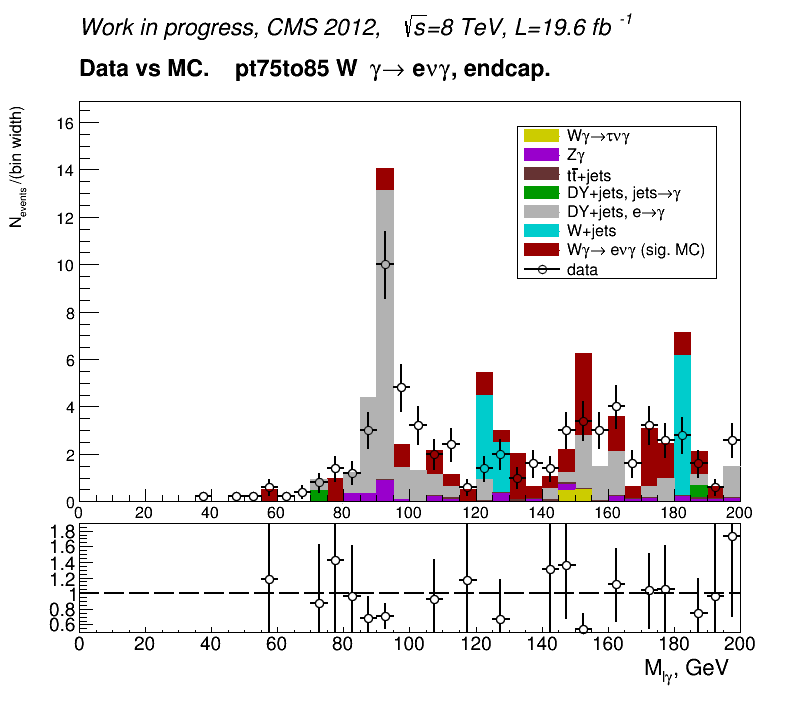 Work in progress, CMS 2012, √s=8 TeV, L=19.6 fb -1
Data vs MC. pt75to85 W γ→ eνγ, endcap.
N events /(bin width)
16
14
12
10
8
6
4
2
0
Wγ→τνγ
Zγ
tt̄+jets
DY+jets, jets→γ
DY+jets, e→γ
W+jets
Wγ→ eνγ (sig. MC)
data
0 20 40 60 80 100 120 140 160 180 200
1.8
1.6
1.4
1.2
1
0.8
0.6
0 20 40 60 80 100 120 140 160 180 200
M lγ, GeV